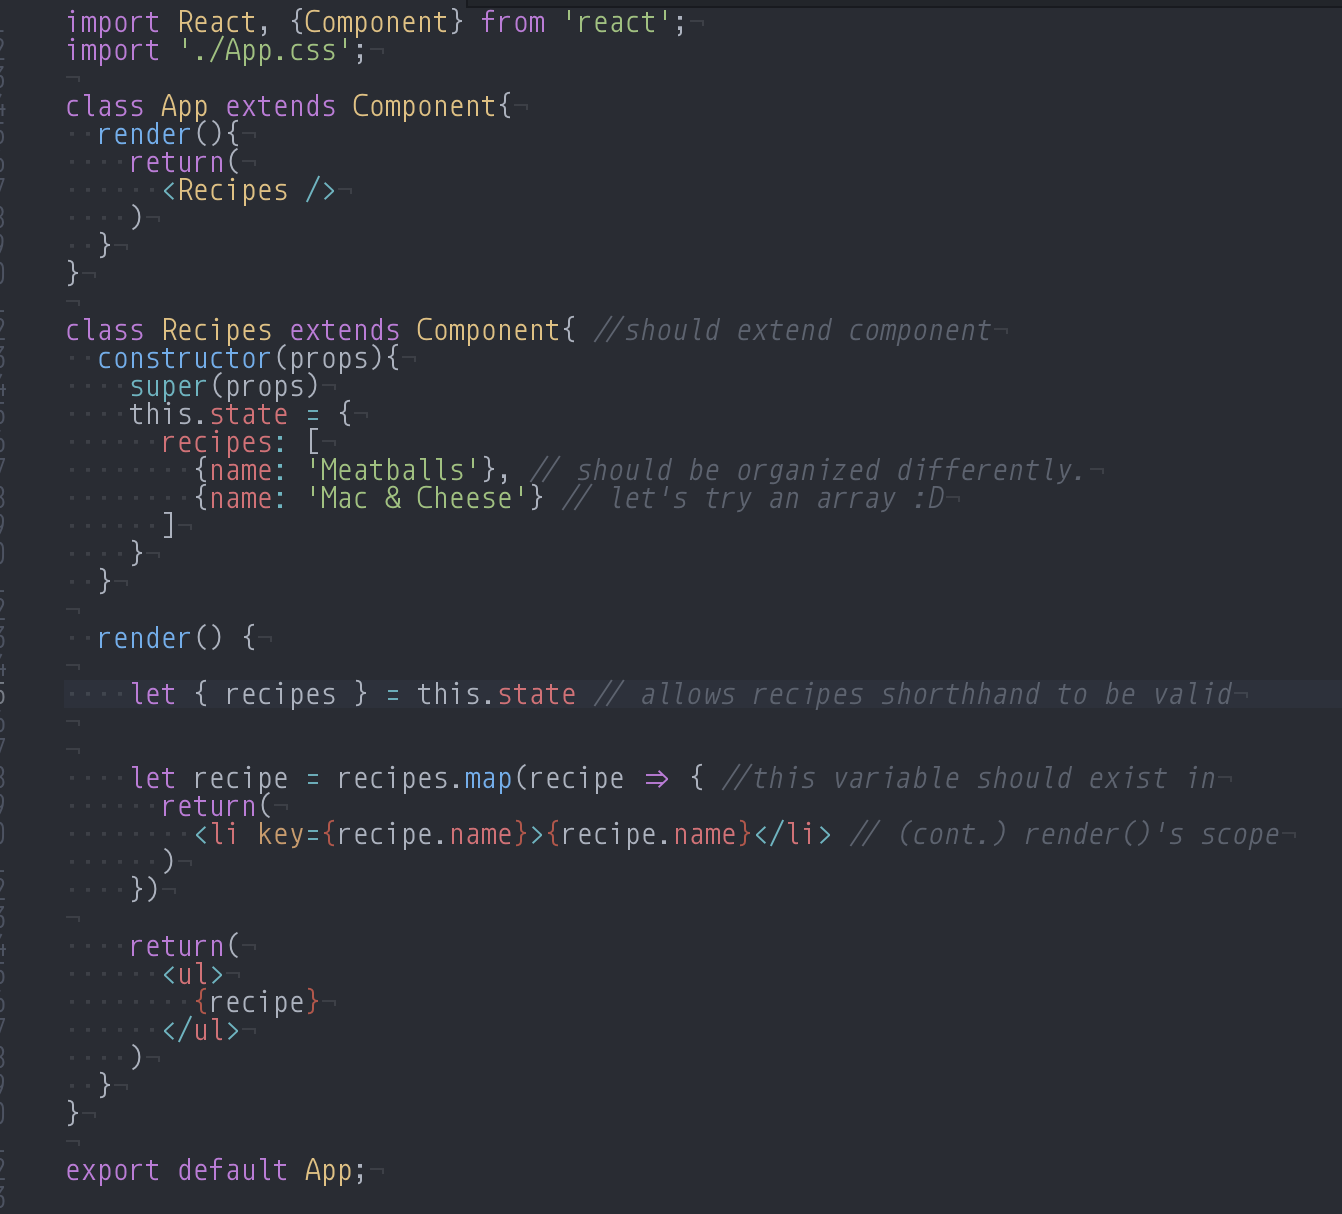 import React, {Component} from 'react';
import './App.css';

class App extends Component{
  render(){
    return(
      <Recipes />
    )
  }
}

class Recipes extends Component{ //should extend component
  constructor(props){
    super(props)
    this.state = {
      recipes: [
        {name: 'Meatballs'}, // should be organized differently.
        {name: 'Mac & Cheese'} // let's try an array :D
      ]
    }
  }

  render() {

    let { recipes } = this.state // allows recipes shorthhand to be valid


    let recipe = recipes.map(recipe => { //this variable should exist in
      return(
        <li key={recipe.name}>{recipe.name}</li> // (cont.) render()'s scope
      )
    })

    return(
      <ul>
        {recipe}
      </ul>
    )
  }
}

export default App;